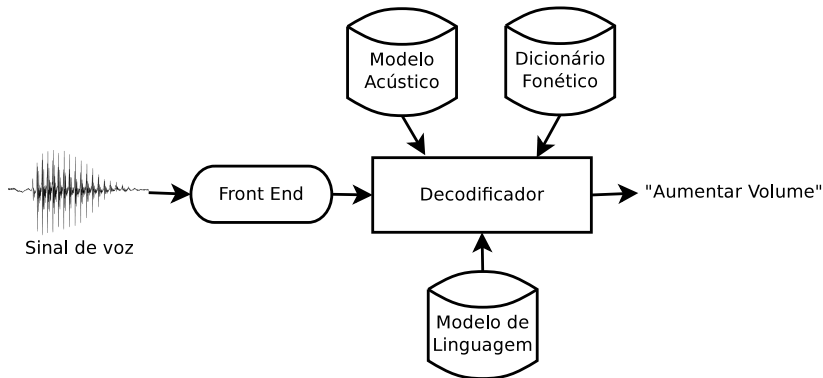 Modelo
Acústico
Dicionário
Fonético
Sinal de voz
Front End
Decodificador
"Aumentar Volume"
Modelo de
Linguagem